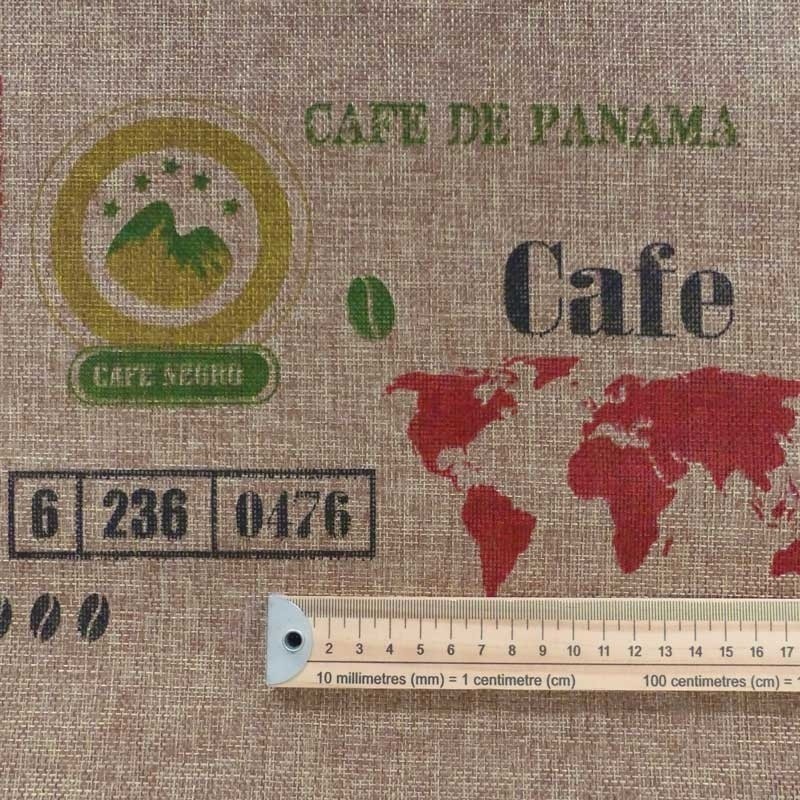 CAFE DE PANAMA
Cafe
CAFE NEGRO
6 236 0476
2 3 4 5 6 7 8 9 10 11 12 13 14 15 16 17
10 millimetres (mm) = 1 centimetre (cm) 100 centimetres (cm) =